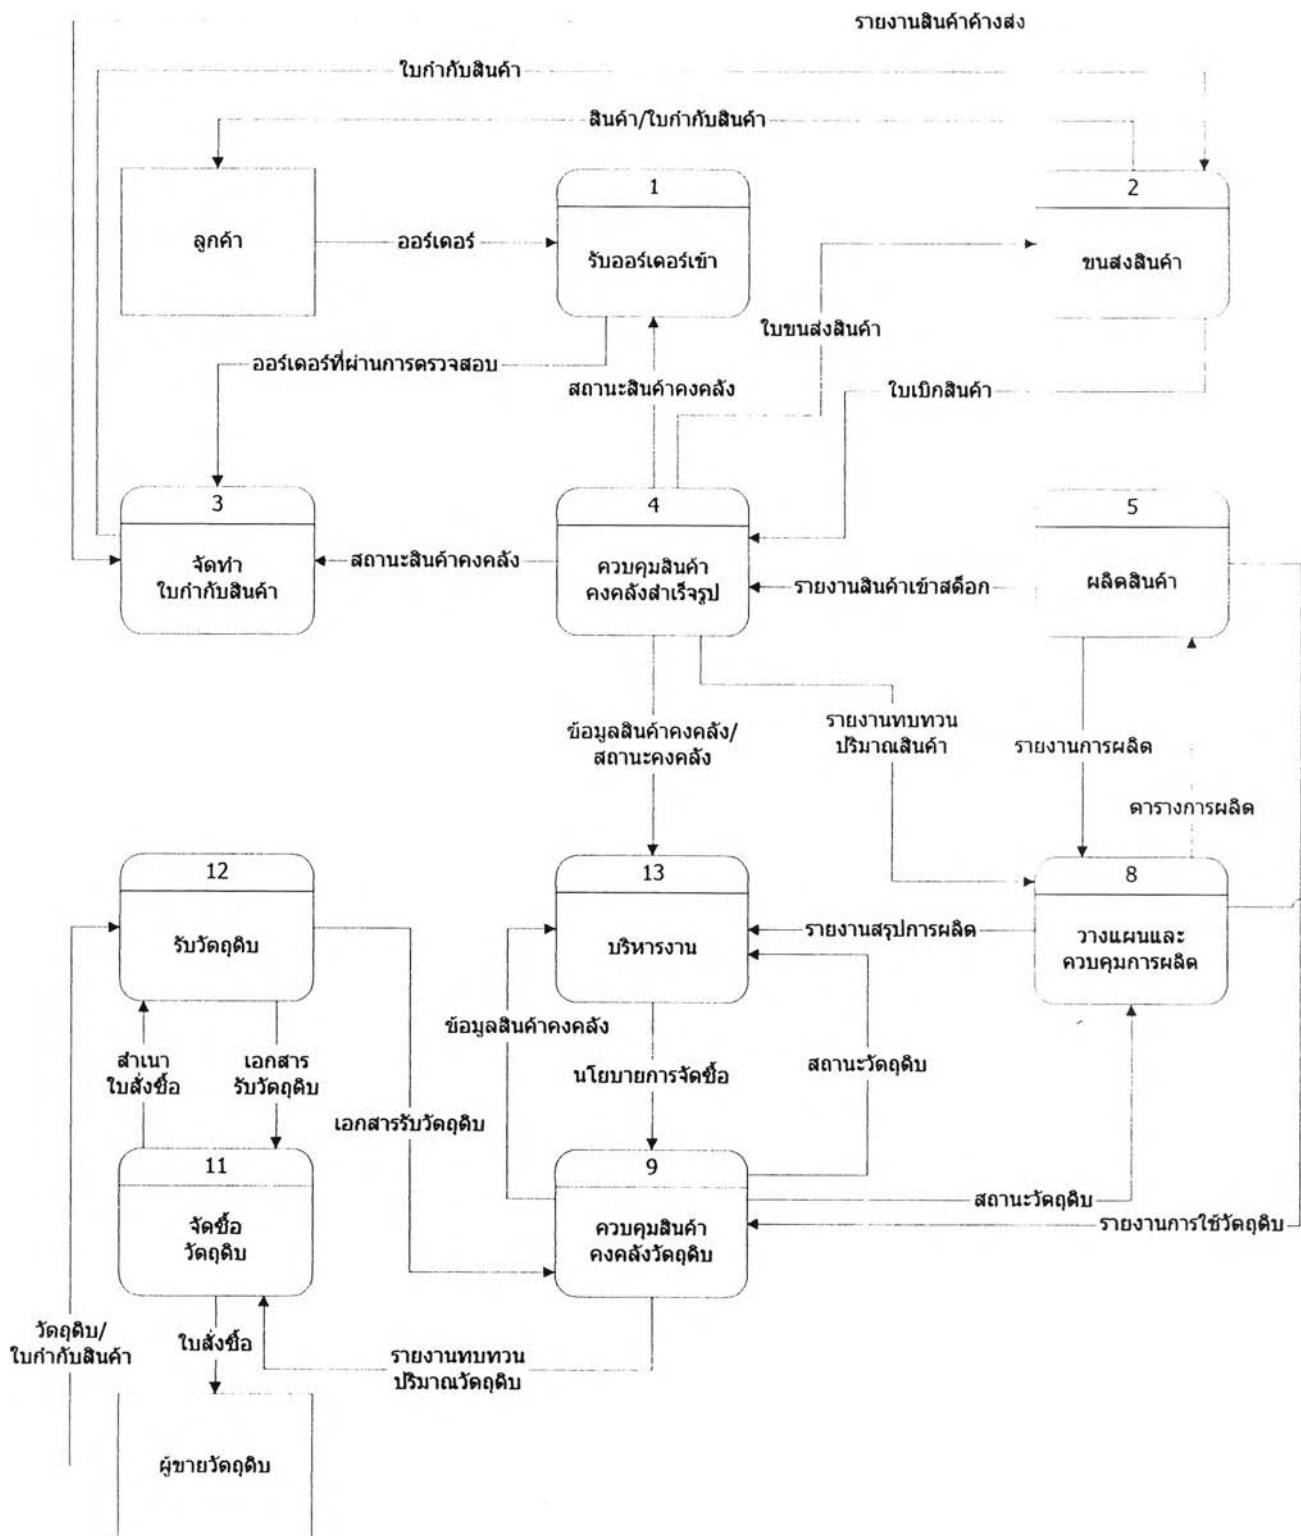 รายงานสินค้าค้างส่ง
ใบกำกับสินค้า
สินค้า/ใบกำกับสินค้า
1
2
ลูกค้า
ออร์เดอร์
รับออร์เดอร์เข้า
ขนส่งสินค้า
ใบขนส่งสินค้า
ออร์เดอร์ที่ผ่านการตรวจสอบ
สถานะสินค้าคงคลัง
ใบเบิกสินค้า
3
4
5
จัดทำ
ใบกำกับสินค้า
สถานะสินค้าคงคลัง
ควบคุมสินค้า
คงคลังสำเร็จรูป
รายงานสินค้าเข้าสต็อก
ผลิตสินค้า
ข้อมูลสินค้าคงคลัง/
สถานะคงคลัง
รายงานทบทวน
ปริมาณสินค้า
รายงานการผลิต
ตารางการผลิต
12
13
8
รับวัตถุดิบ
บริหารงาน
รายงานสรุปการผลิต
วางแผนและ
ควบคุมการผลิต
ข้อมูลสินค้าคงคลัง
สำเนา
ใบสั่งซื้อ
เอกสาร
รับวัตถุดิบ
นโยบายการจัดซื้อ
สถานะวัตถุดิบ
เอกสารรับวัตถุดิบ
11
9
จัดซื้อ
วัตถุดิบ
ควบคุมสินค้า
คงคลังวัตถุดิบ
สถานะวัตถุดิบ
รายงานการใช้วัตถุดิบ
วัตถุดิบ/
ใบกำกับสินค้า
ใบสั่งซื้อ
รายงานทบทวน
ปริมาณวัตถุดิบ
ผู้ขายวัตถุดิบ